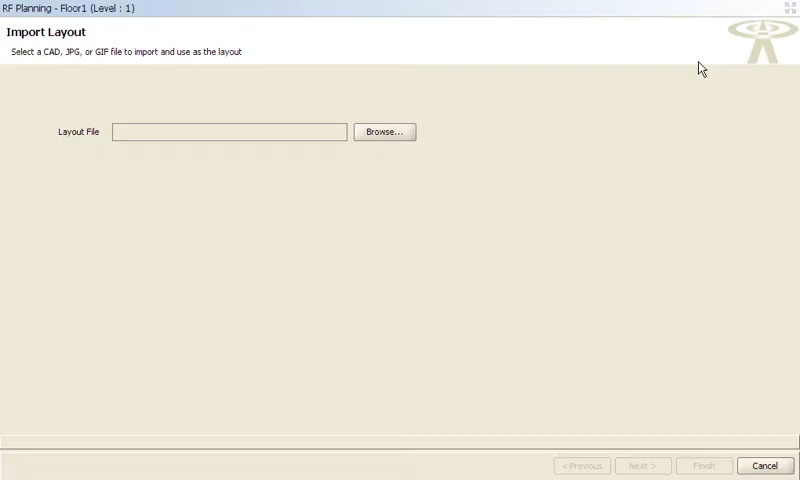 RF Planning - Floor1 (Level : 1)
Import Layout
Select a CAD, JPG, or GIF file to import and use as the layout
Layout File
Browse...
< Previous
Next >
Finish
Cancel